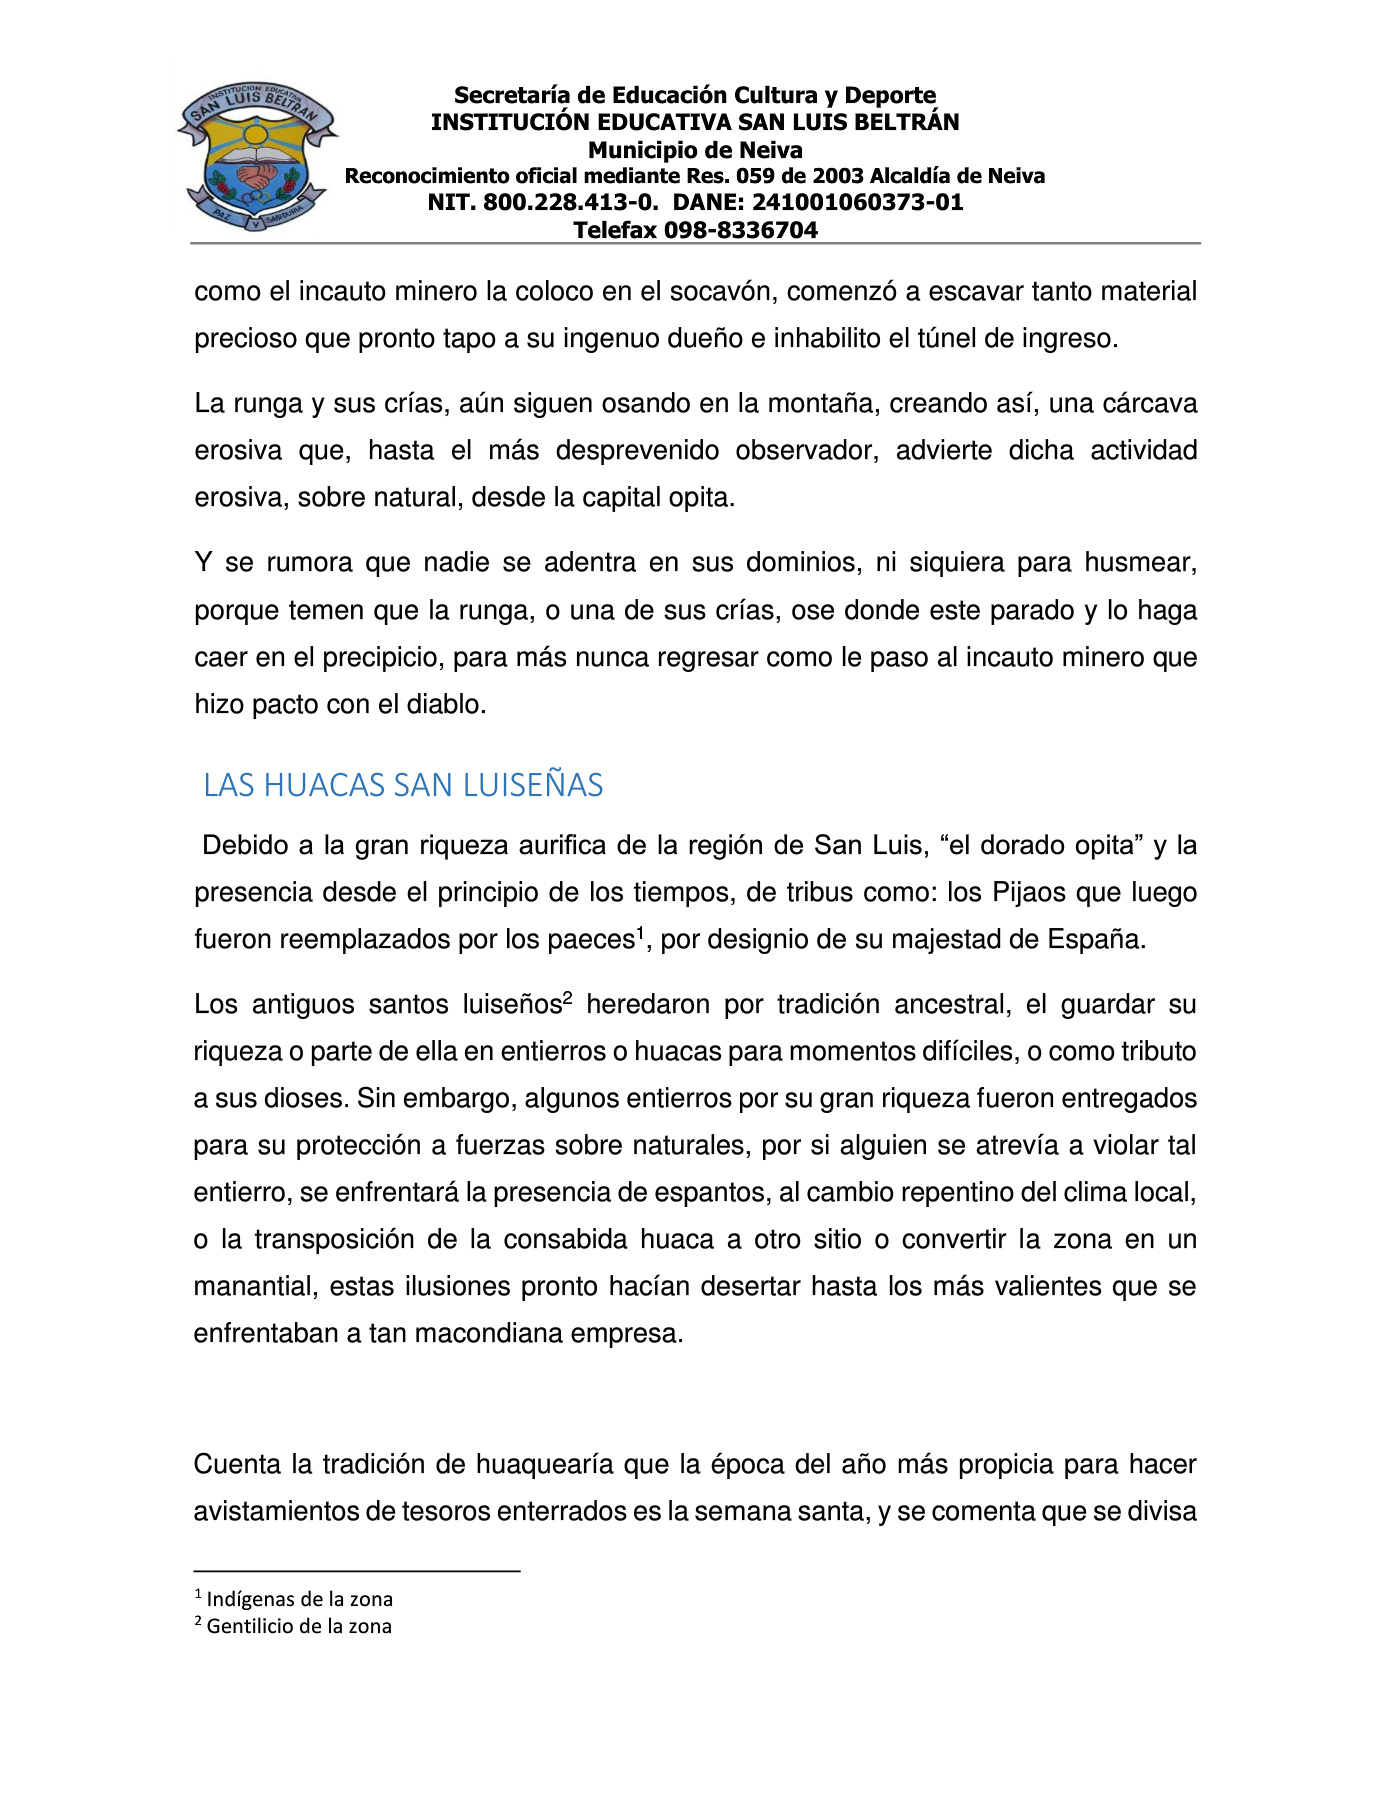 INSTITUCION EDUCATIVA
SAN LUIS BELTRAN
PAZ Y SABIDURIA
Secretaría de Educación Cultura y Deporte
INSTITUCIÓN EDUCATIVA SAN LUIS BELTRÁN
Municipio de Neiva
Reconocimiento oficial mediante Res. 059 de 2003 Alcaldía de Neiva
NIT. 800.228.413-0.  DANE: 241001060373-01
Telefax 098-8336704
como el incauto minero la coloco en el socavón, comenzó a escavar tanto material
precioso que pronto tapo a su ingenuo dueño e inhabilito el túnel de ingreso.
La runga y sus crías, aún siguen osando en la montaña, creando así, una cárcava
erosiva que, hasta el más desprevenido observador, advierte dicha actividad
erosiva, sobre natural, desde la capital opita.
Y se rumora que nadie se adentra en sus dominios, ni siquiera para husmear,
porque temen que la runga, o una de sus crías, ose donde este parado y lo haga
caer en el precipicio, para más nunca regresar como le paso al incauto minero que
hizo pacto con el diablo.
LAS HUACAS SAN LUISEÑAS
Debido a la gran riqueza aurifica de la región de San Luis, “el dorado opita” y la
presencia desde el principio de los tiempos, de tribus como: los Pijaos que luego
fueron reemplazados por los paeces¹, por designio de su majestad de España.
Los antiguos santos luiseños² heredaron por tradición ancestral, el guardar su
riqueza o parte de ella en entierros o huacas para momentos difíciles, o como tributo
a sus dioses. Sin embargo, algunos entierros por su gran riqueza fueron entregados
para su protección a fuerzas sobre naturales, por si alguien se atrevía a violar tal
entierro, se enfrentará la presencia de espantos, al cambio repentino del clima local,
o la transposición de la consabida huaca a otro sitio o convertir la zona en un
manantial, estas ilusiones pronto hacían desertar hasta los más valientes que se
enfrentaban a tan macondiana empresa.
Cuenta la tradición de huaquearía que la época del año más propicia para hacer
avistamientos de tesoros enterrados es la semana santa, y se comenta que se divisa
¹ Indígenas de la zona
² Gentilicio de la zona